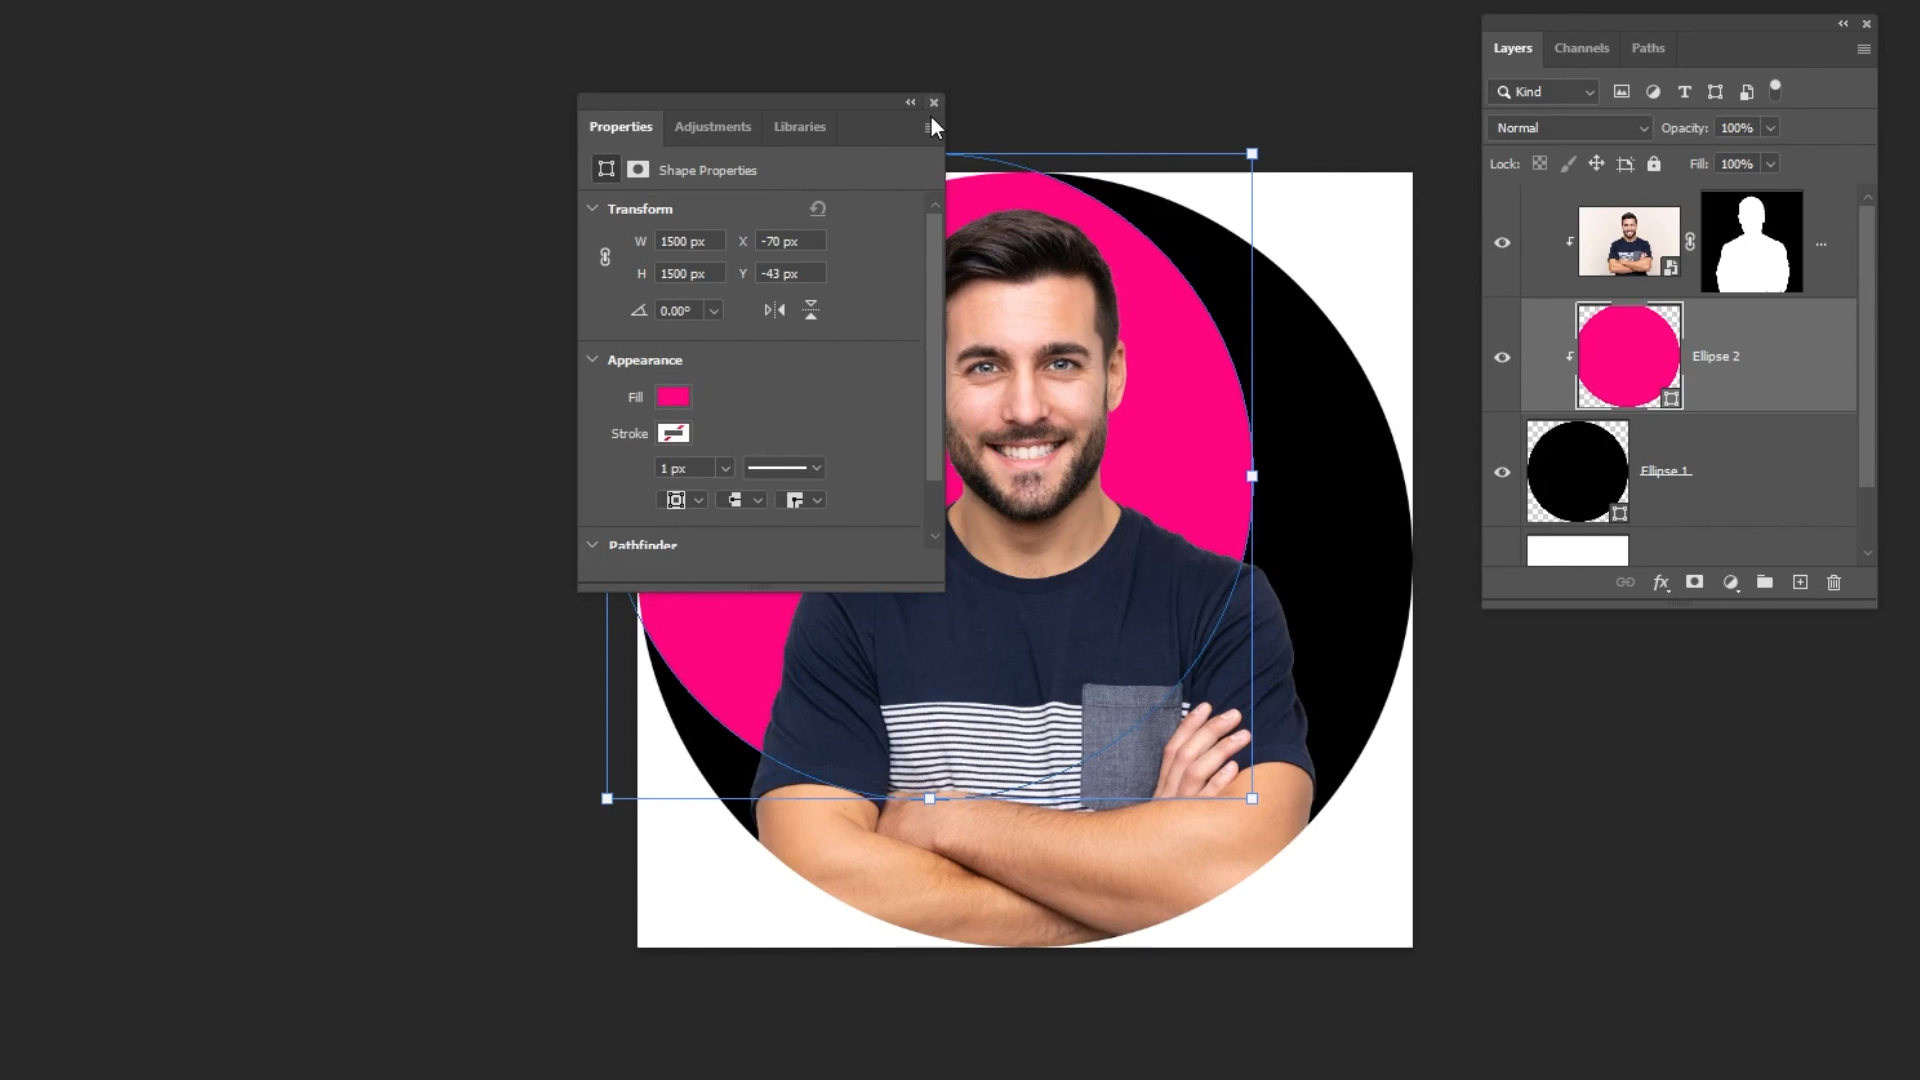 Properties Adjustments Libraries
Shape Properties
Transform
W 1500 px X -70 px
H 1500 px Y -43 px
0.00°
Appearance
Fill
Stroke
1 px
Pathfinder
Layers Channels Paths
Kind
Normal Opacity: 100%
Lock: Fill: 100%
...
Ellipse 2
Ellipse 1